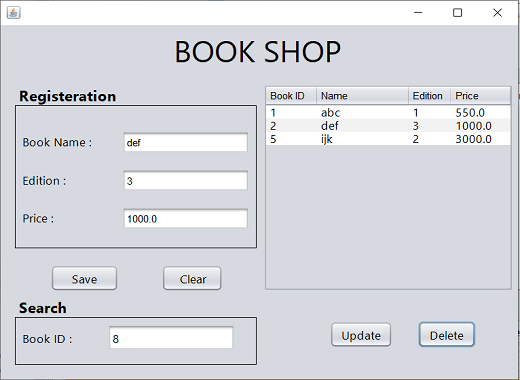 BOOK SHOP
Registeration
Book Name : def
Edition : 3
Price : 1000.0
Save Clear
Search
Book ID : 8
Book ID Name Edition Price
1 abc 1 550.0
2 def 3 1000.0
5 ijk 2 3000.0
Update Delete